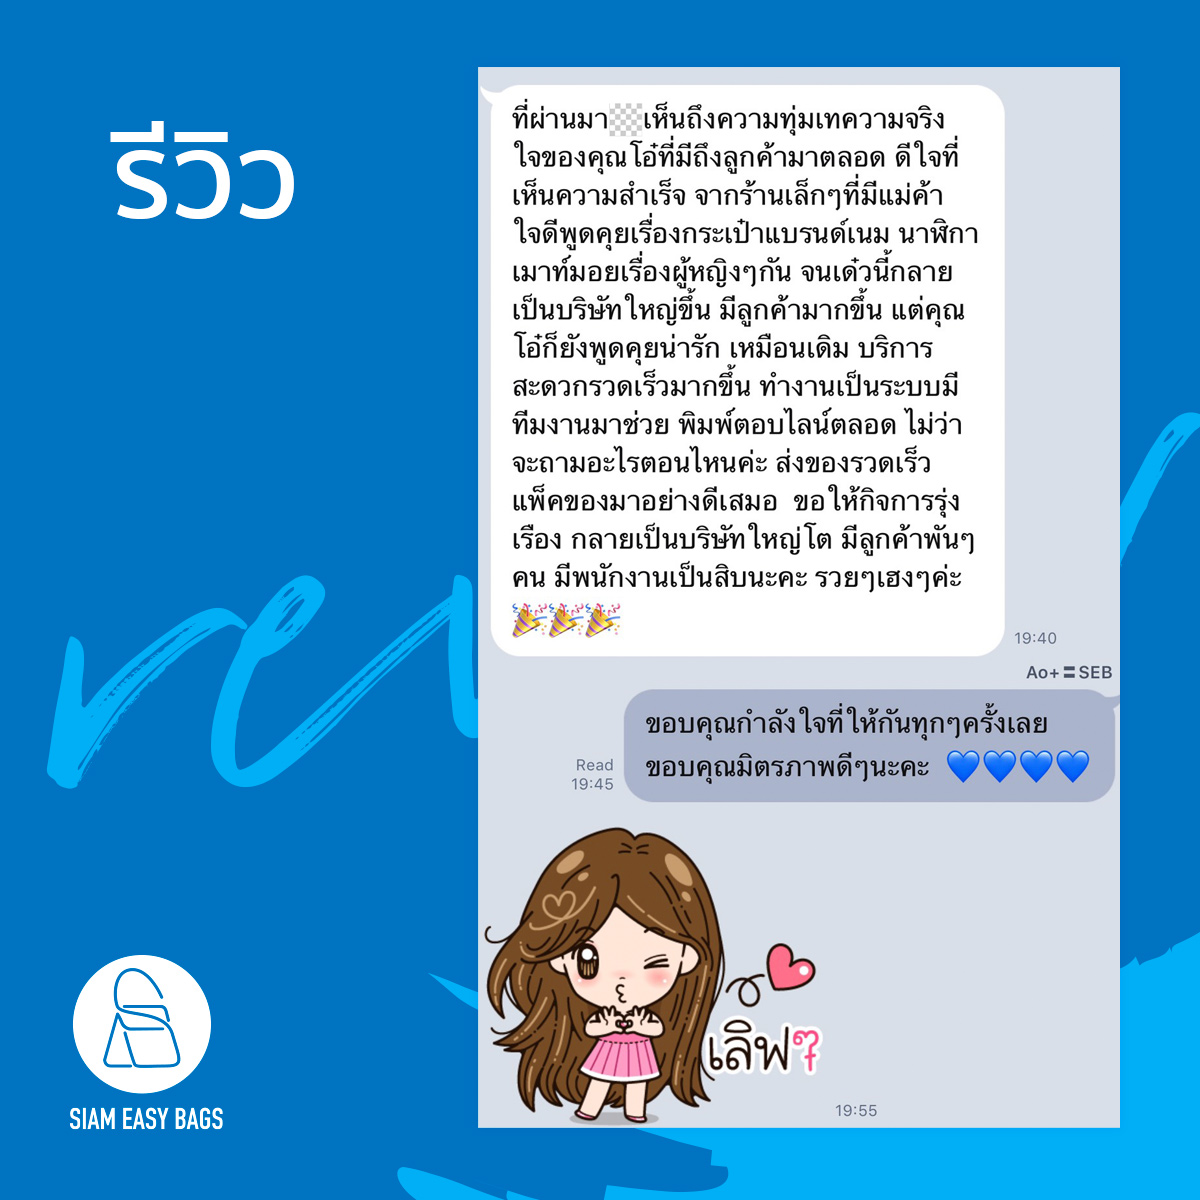 รีวิว
ที่ผ่านมา เห็นถึงความทุ่มเทความจริง
ใจของคุณโอ๋ที่มีถึงลูกค้ามาตลอด ดีใจที่
เห็นความสำเร็จ จากร้านเล็กๆที่มีแม่ค้า
ใจดีพูดคุยเรื่องกระเป๋าแบรนด์เนม นาฬิกา
เมาท์มอยเรื่องผู้หญิงๆกัน จนเด๋วนี้กลาย
เป็นบริษัทใหญ่ขึ้น มีลูกค้ามากขึ้น แต่คุณ
โอ๋ก็ยังพูดคุยน่ารัก เหมือนเดิม บริการ
สะดวกรวดเร็วมากขึ้น ทำงานเป็นระบบมี
ทีมงานมาช่วย พิมพ์ตอบไลน์ตลอด ไม่ว่า
จะถามอะไรตอนไหนค่ะ ส่งของรวดเร็ว
แพ็คของมาอย่างดีเสมอ ขอให้กิจการรุ่ง
เรือง กลายเป็นบริษัทใหญ่โต มีลูกค้าพันๆ
คน มีพนักงานเป็นสิบนะคะ รวยๆเฮงๆค่ะ
🎉🎉🎉
19:40
Ao+〓SEB
ขอบคุณกำลังใจที่ให้กันทุกๆครั้งเลย
ขอบคุณมิตรภาพดีๆนะคะ 💙💙💙💙
Read
19:45
เลิฟๆ
19:55
SIAM EASY BAGS